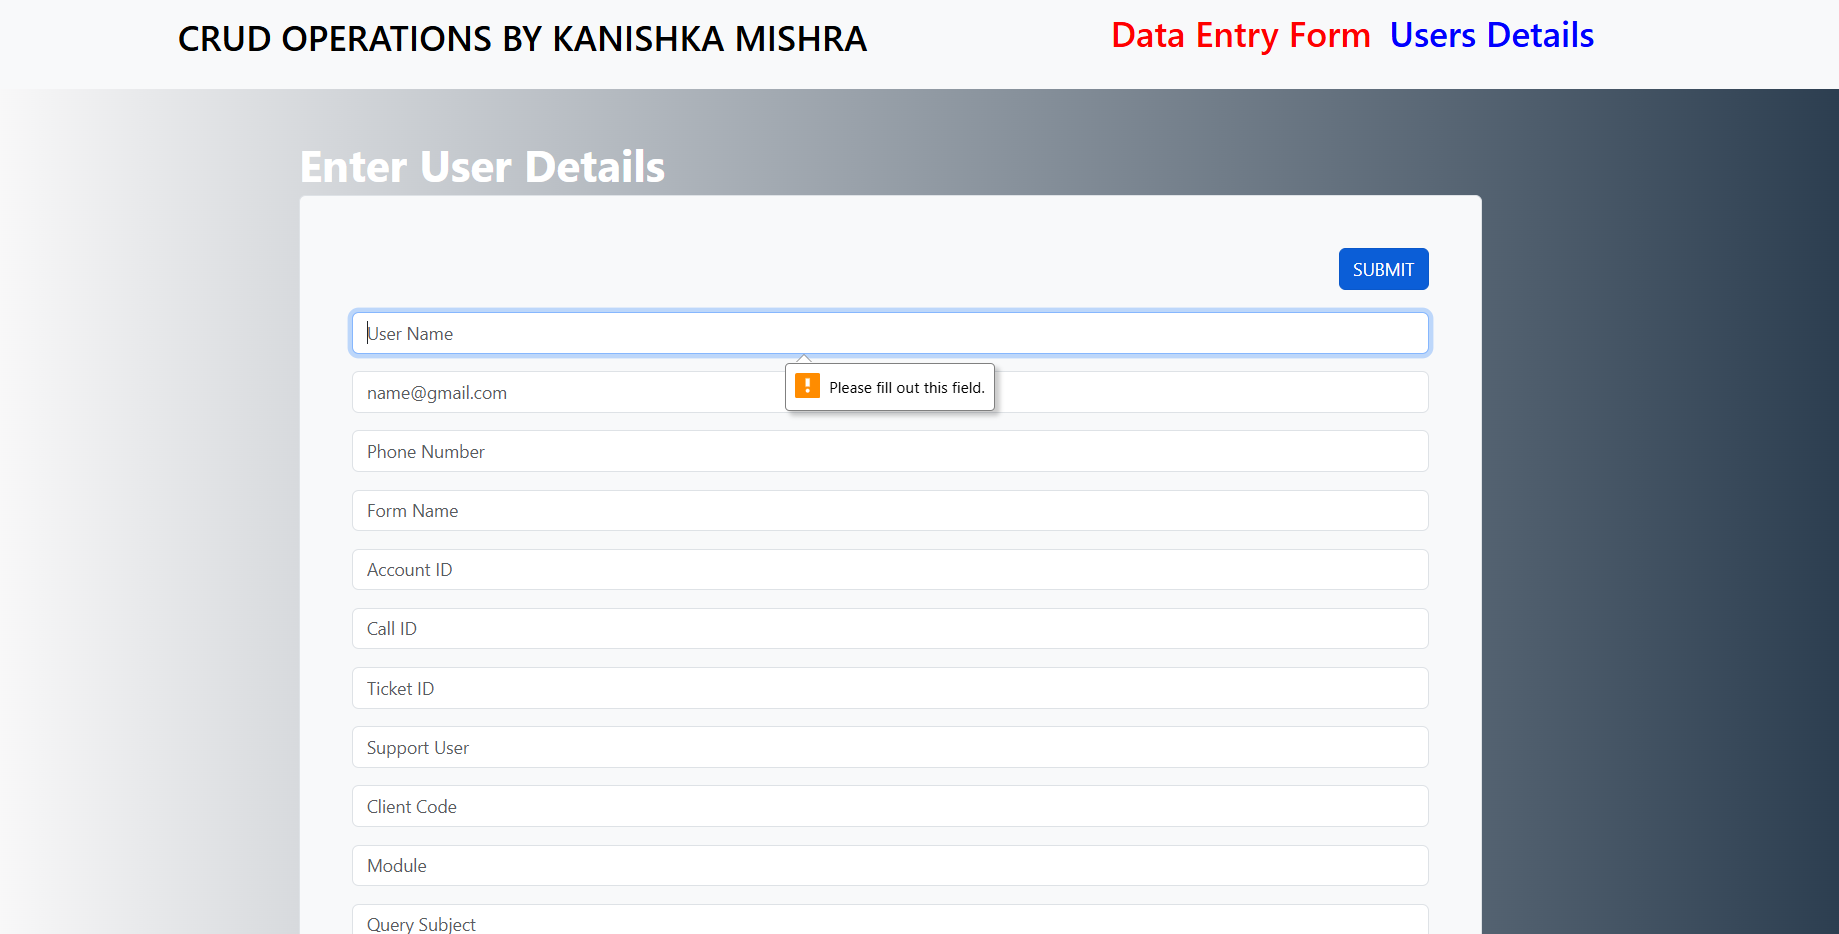 CRUD OPERATIONS BY KANISHKA MISHRA
Data Entry Form Users Details
Enter User Details
SUBMIT
User Name
Please fill out this field.
name@gmail.com
Phone Number
Form Name
Account ID
Call ID
Ticket ID
Support User
Client Code
Module
Query Subject